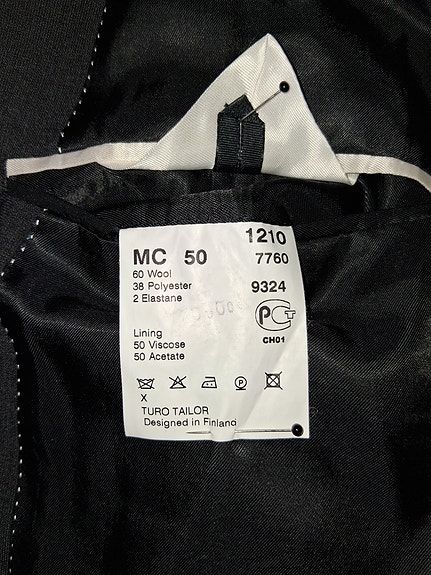 1210
MC 50 7760
60 Wool
38 Polyester 9324
2 Elastane
PCT
CH01
Lining
50 Viscose
50 Acetate
P
X
TURO TAILOR
Designed in Finland